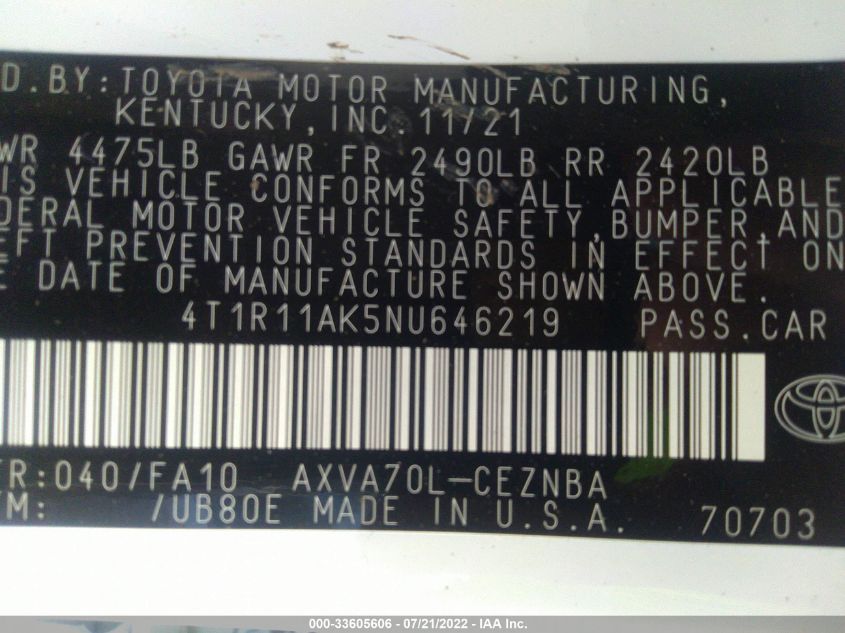 D.BY:TOYOTA MOTOR MANUFACTURING,
KENTUCKY,INC.11/21
WR 4475LB GAWR FR 2490LB RR 2420LB
IS VEHICLE CONFORMS TO ALL APPLICABLE
DERAL MOTOR VEHICLE SAFETY,BUMPER,AND
EFT PREVENTION STANDARDS IN EFFECT ON
E DATE OF MANUFACTURE SHOWN ABOVE.
4T1R11AK5NU646219 PASS.CAR
TR:040/FA10 AXVA70L-CEZNBA
M: /UB80E MADE IN U.S.A. 70703
000-33605606 - 07/21/2022 - IAA Inc.